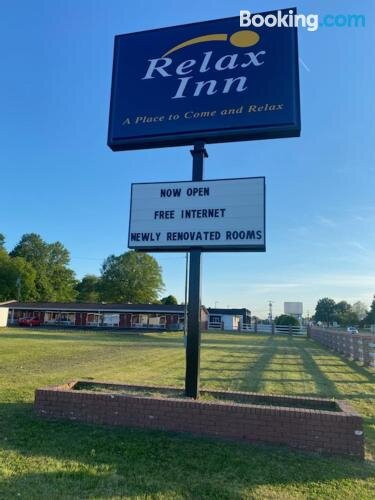 Booking.com
Relax
Inn
A Place to Come and Relax
NOW OPEN
FREE INTERNET
NEWLY RENOVATED ROOMS